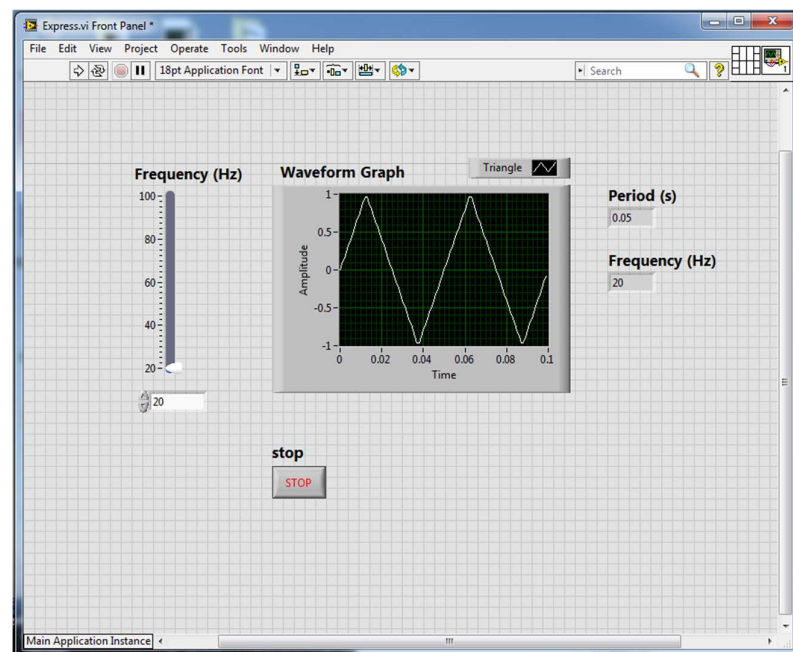 Express.vi Front Panel *
File Edit View Project Operate Tools Window Help
18pt Application Font
Search
?
1
Frequency (Hz)
100
80
60
40
20
20
Waveform Graph
Triangle
Amplitude
1
0.5
0
-0.5
-1
0 0.02 0.04 0.06 0.08 0.1
Time
Period (s)
0.05
Frequency (Hz)
20
stop
STOP
Main Application Instance